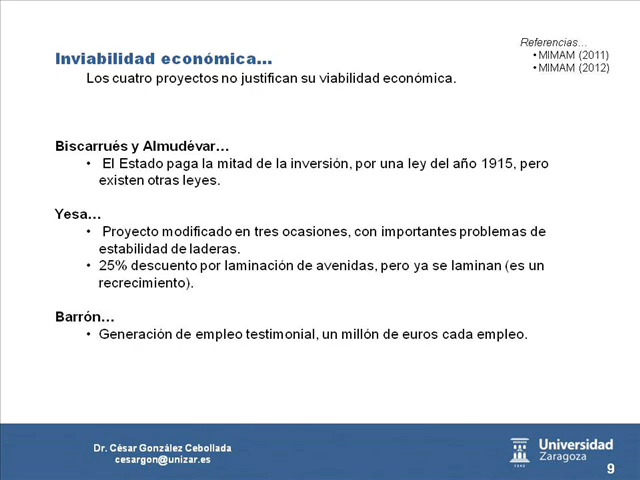 Referencias...
•MIMAM (2011)
•MIMAM (2012)
Inviabilidad económica...
Los cuatro proyectos no justifican su viabilidad económica.
Biscarrués y Almudévar...
• El Estado paga la mitad de la inversión, por una ley del año 1915, pero
existen otras leyes.
Yesa...
• Proyecto modificado en tres ocasiones, con importantes problemas de
estabilidad de laderas.
• 25% descuento por laminación de avenidas, pero ya se laminan (es un
recrecimiento).
Barrón...
• Generación de empleo testimonial, un millón de euros cada empleo.
Dr. César González Cebollada
cesargon@unizar.es
Universidad
Zaragoza
1542
9